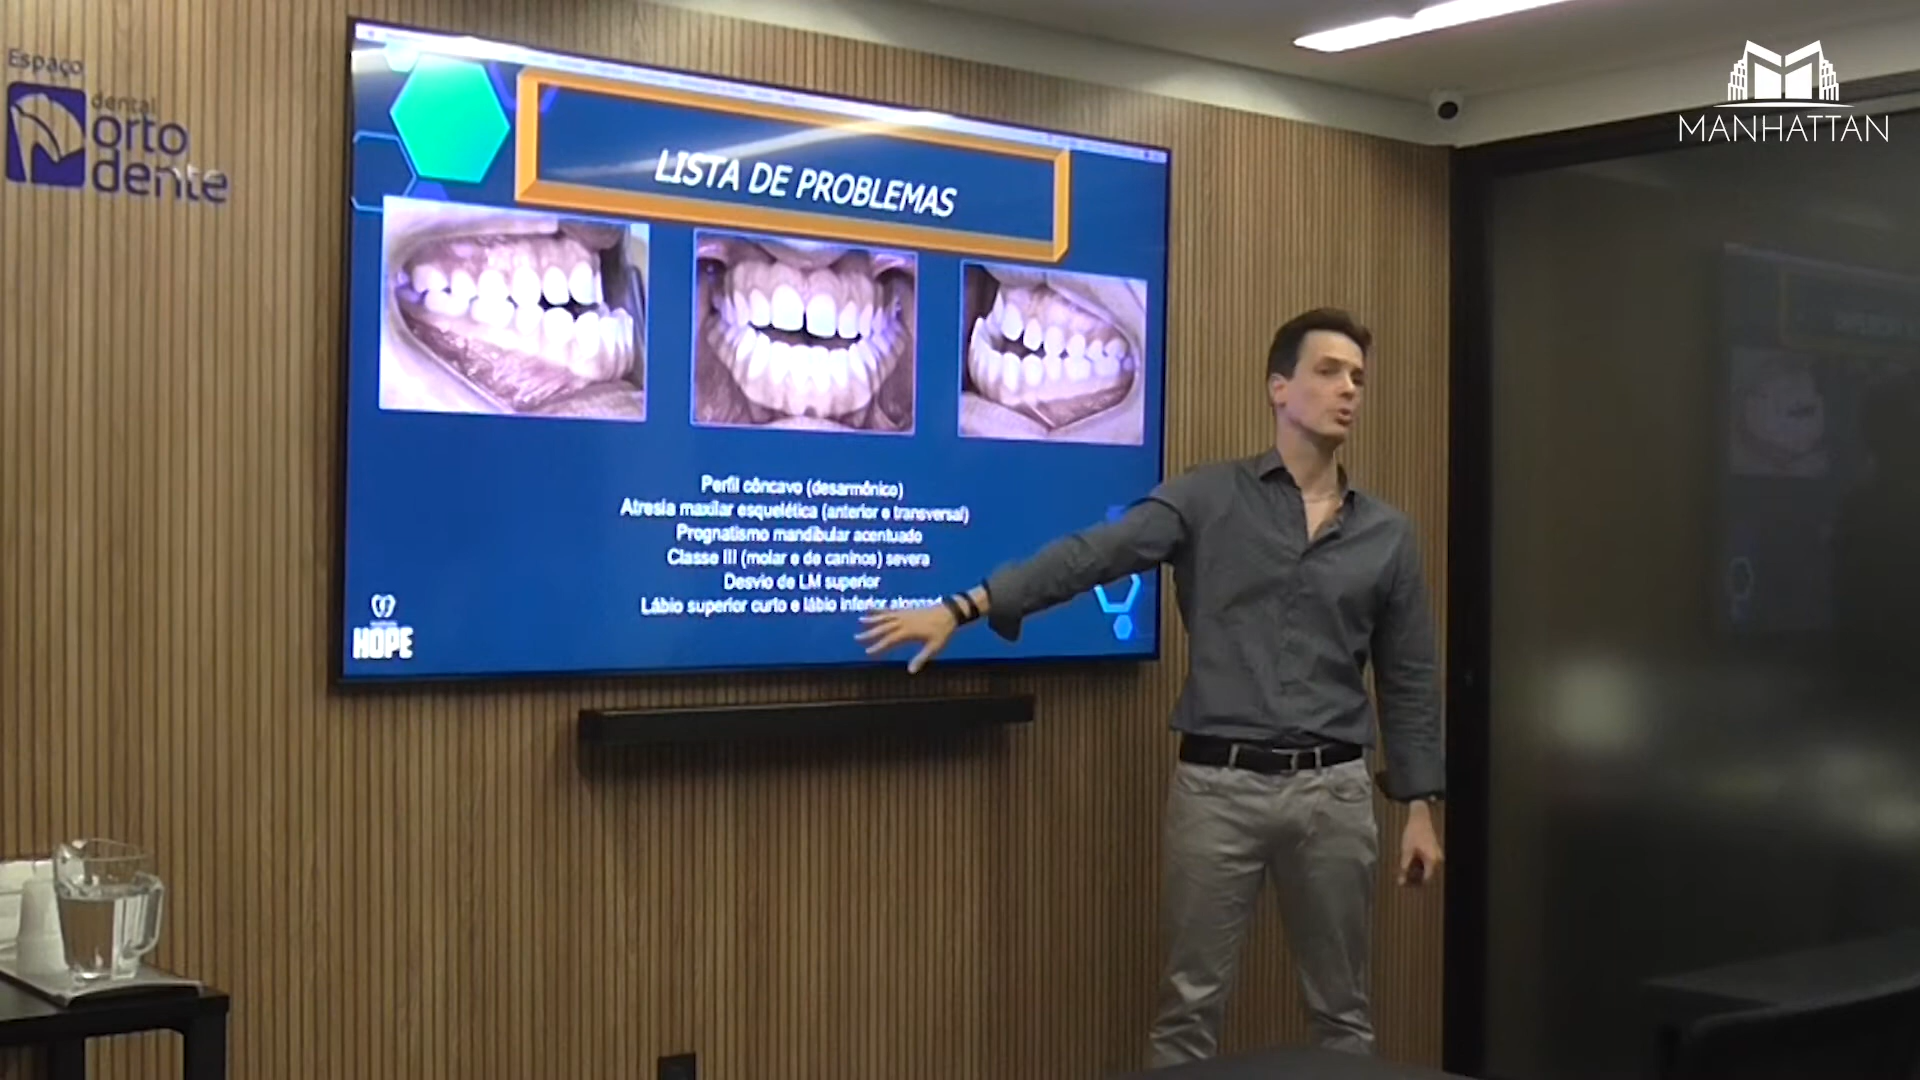 Espaço
dental
orto
dente
MANHATTAN
LISTA DE PROBLEMAS
Perfil côncavo (desarmônico)
Atresia maxilar esquelética (anterior e transversal)
Prognatismo mandibular acentuado
Classe III (molar e de caninos) severa
Desvio de LM superior
Lábio superior curto e lábio inferior
HOPE